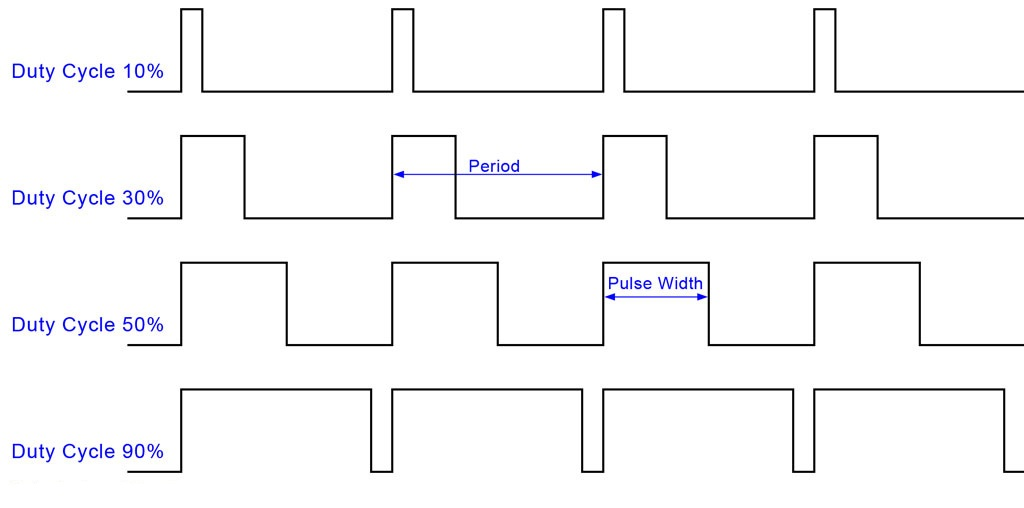 Duty Cycle 10%
Duty Cycle 30%
Period
Duty Cycle 50%
Pulse Width
Duty Cycle 90%